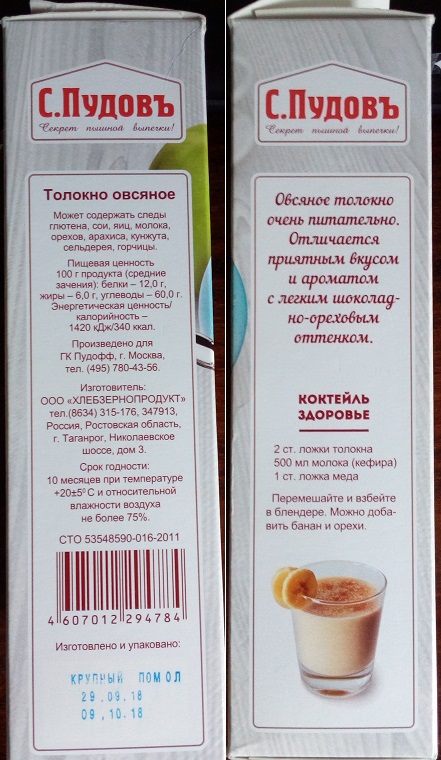 С.Пудовъ
Секрет пышной выпечки!
Толокно овсяное
Может содержать следы
глютена, сои, яиц, молока,
орехов, арахиса, кунжута,
сельдерея, горчицы.
Пищевая ценность
100 г продукта (средние
зачения): белки – 12,0 г,
жиры – 6,0 г, углеводы – 60,0 г.
Энергетическая ценность/
калорийность –
1420 кДж/340 ккал.
Произведено для
ГК Пудофф, г. Москва,
тел. (495) 780-43-56.
Изготовитель:
ООО «ХЛЕБЗЕРНОПРОДУКТ»
тел.(8634) 315-176, 347913,
Россия, Ростовская область,
г. Таганрог, Николаевское
шоссе, дом 3.
Срок годности:
10 месяцев при температуре
+20±5⁰ С и относительной
влажности воздуха
не более 75%.
СТО 53548590-016-2011
4 607012 294784
Изготовлено и упаковано:
КРУПНЫЙ ПОМОЛ
29.09.18
09.10.18
С.Пудовъ
Секрет пышной выпечки!
Овсяное толокно
очень питательно.
Отличается
приятным вкусом
и ароматом
с легким шоколад-
но-ореховым
оттенком.
КОКТЕЙЛЬ
ЗДОРОВЬЕ
2 ст. ложки толокна
500 мл молока (кефира)
1 ст. ложка меда
Перемешайте и взбейте
в блендере. Можно доба-
вить банан и орехи.